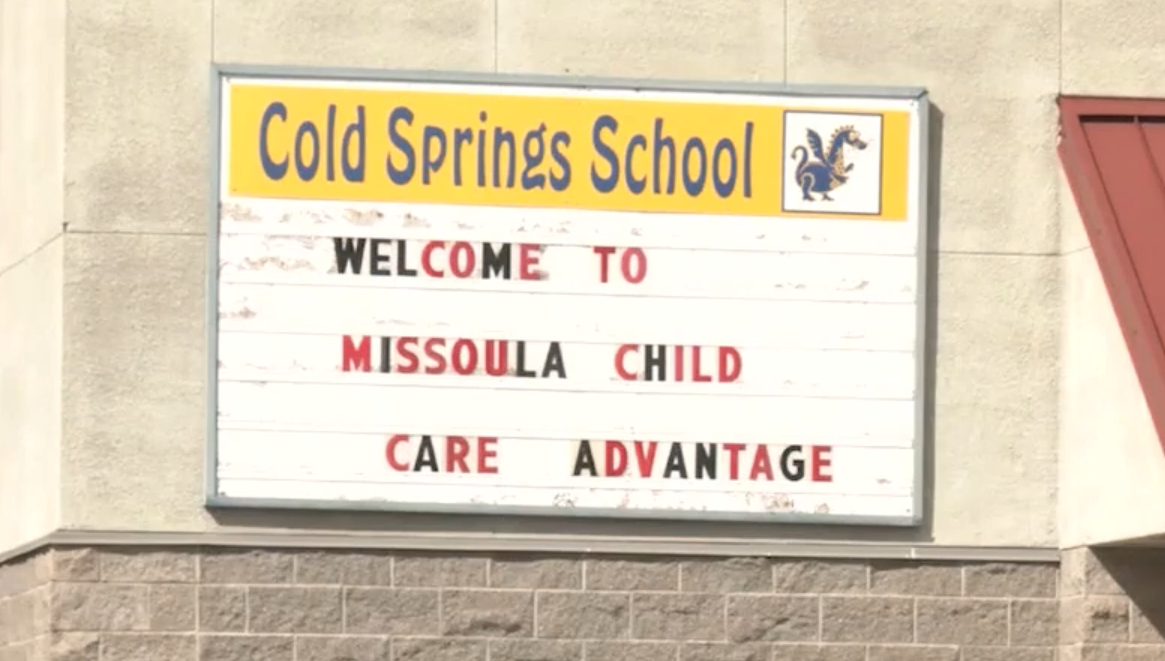 Cold Springs School
WELCOME TO
MISSOULA CHILD
CARE ADVANTAGE